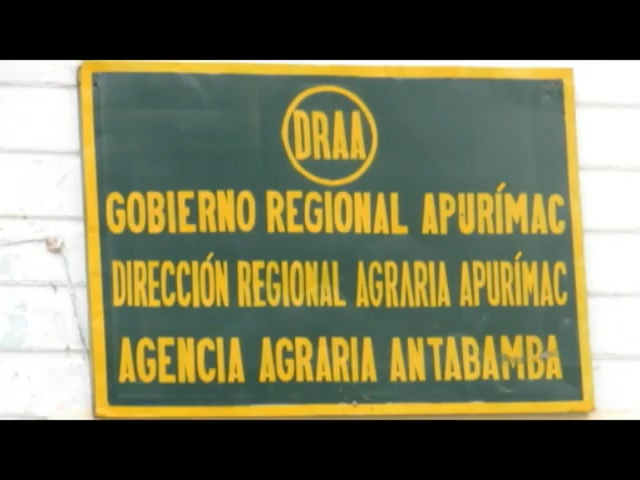 DRAA
GOBIERNO REGIONAL APURÍMAC
DIRECCIÓN REGIONAL AGRARIA APURÍMAC
AGENCIA AGRARIA ANTABAMBA